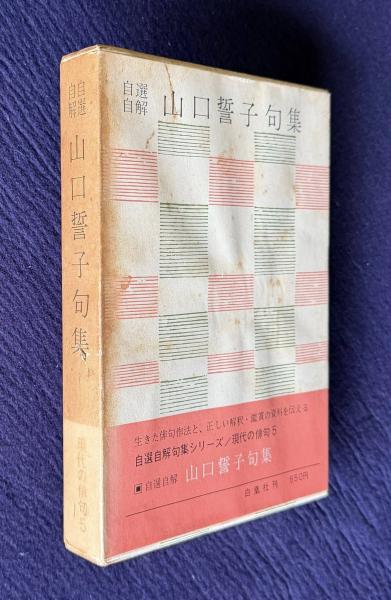 自選
自解
山口誓子句集
自選
自解
山口誓子句集
現代の俳句5
生きた俳句作法と、正しい解釈・鑑賞の資料を伝える
自選自解句集シリーズ/現代の俳句5
■自選自解 山口誓子句集
白凰社刊 650円